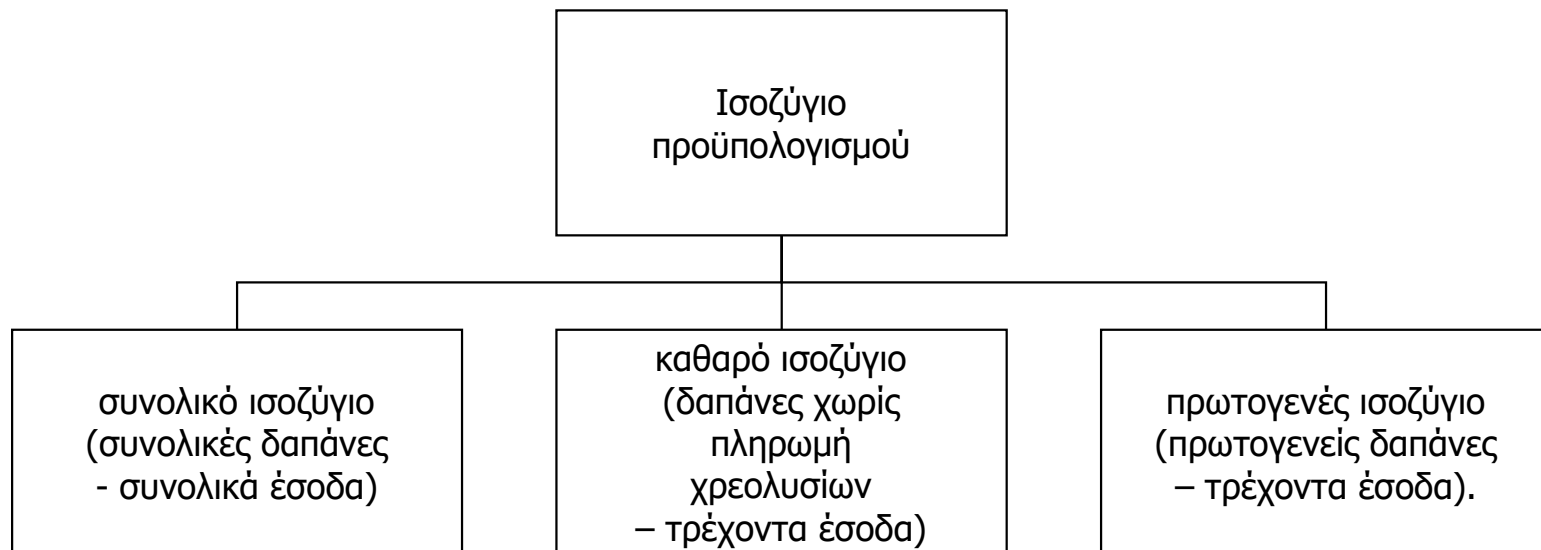 Ισοζύγιο
προϋπολογισμού
συνολικό ισοζύγιο
(συνολικές δαπάνες
- συνολικά έσοδα)
καθαρό ισοζύγιο
(δαπάνες χωρίς
πληρωμή
χρεολυσίων
– τρέχοντα έσοδα)
πρωτογενές ισοζύγιο
(πρωτογενείς δαπάνες
– τρέχοντα έσοδα).